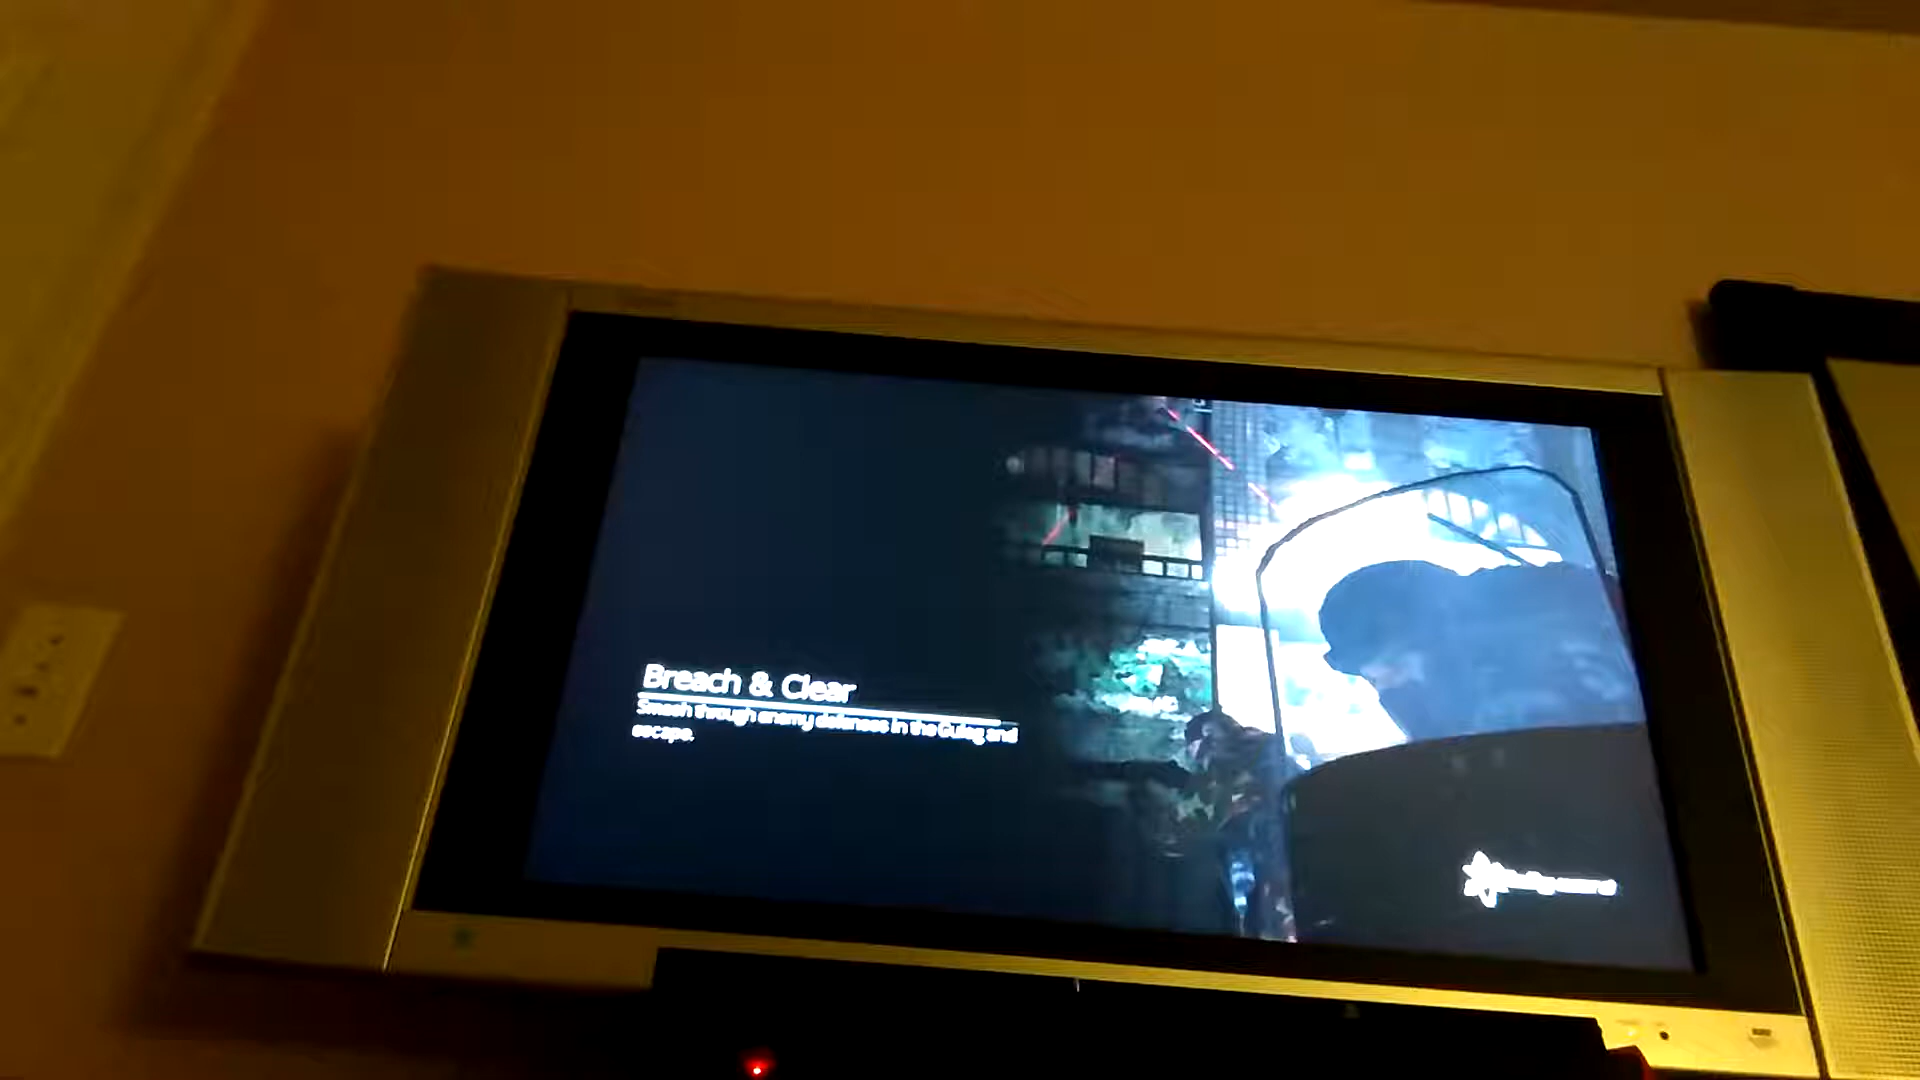 Breach & Clear
Smash through enemy defenses in the Gulag and
escape.